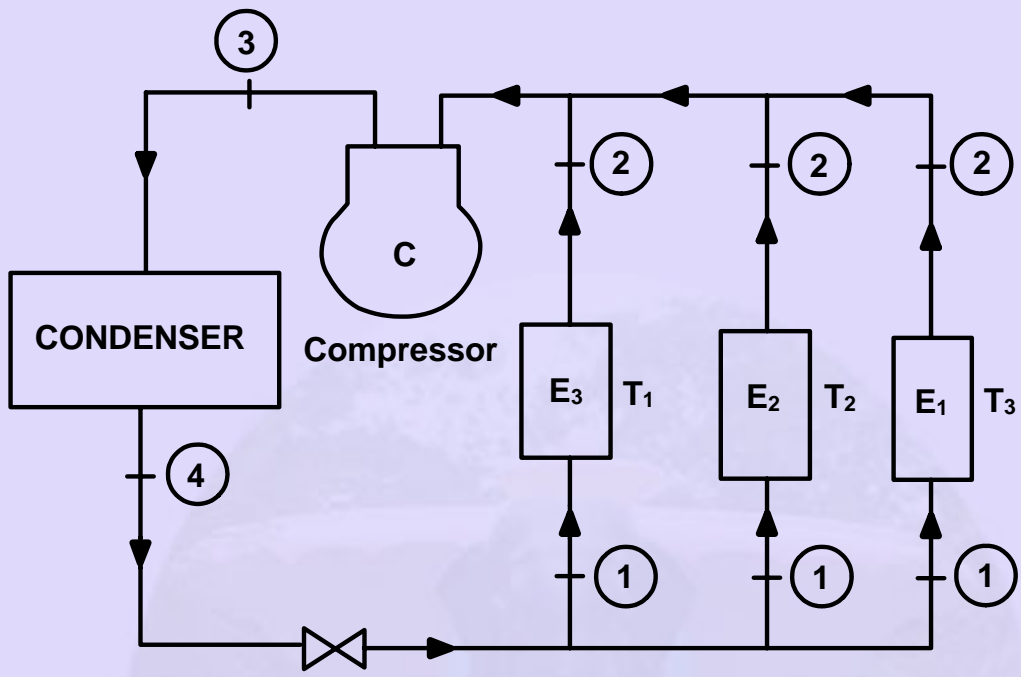 3
2
2
2
C
CONDENSER
Compressor
E₃
T₁
E₂
T₂
E₁
T₃
4
1
1
1